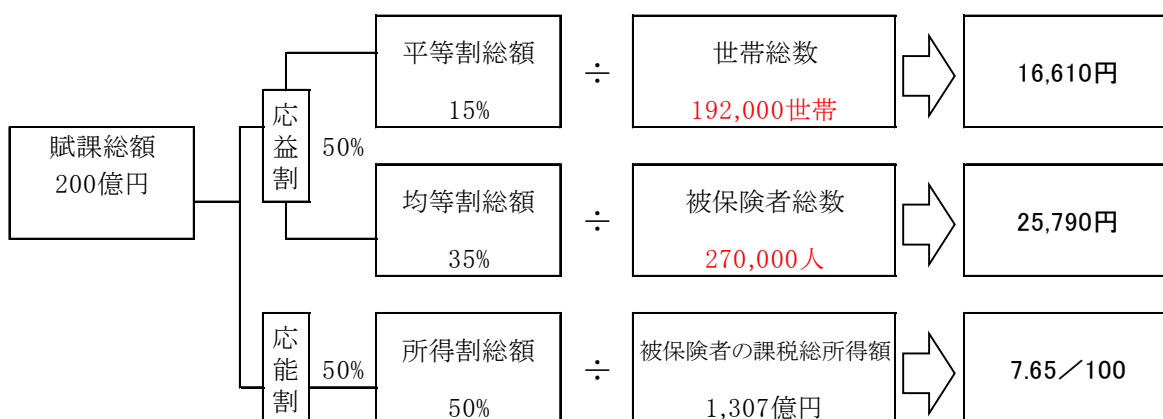 賦課総額
200億円
応益割
50%
平等割総額
15%
÷
世帯総数
192,000世帯
16,610円
均等割総額
35%
÷
被保険者総数
270,000人
25,790円
応能割
50%
所得割総額
50%
÷
被保険者の課税総所得額
1,307億円
7.65／100